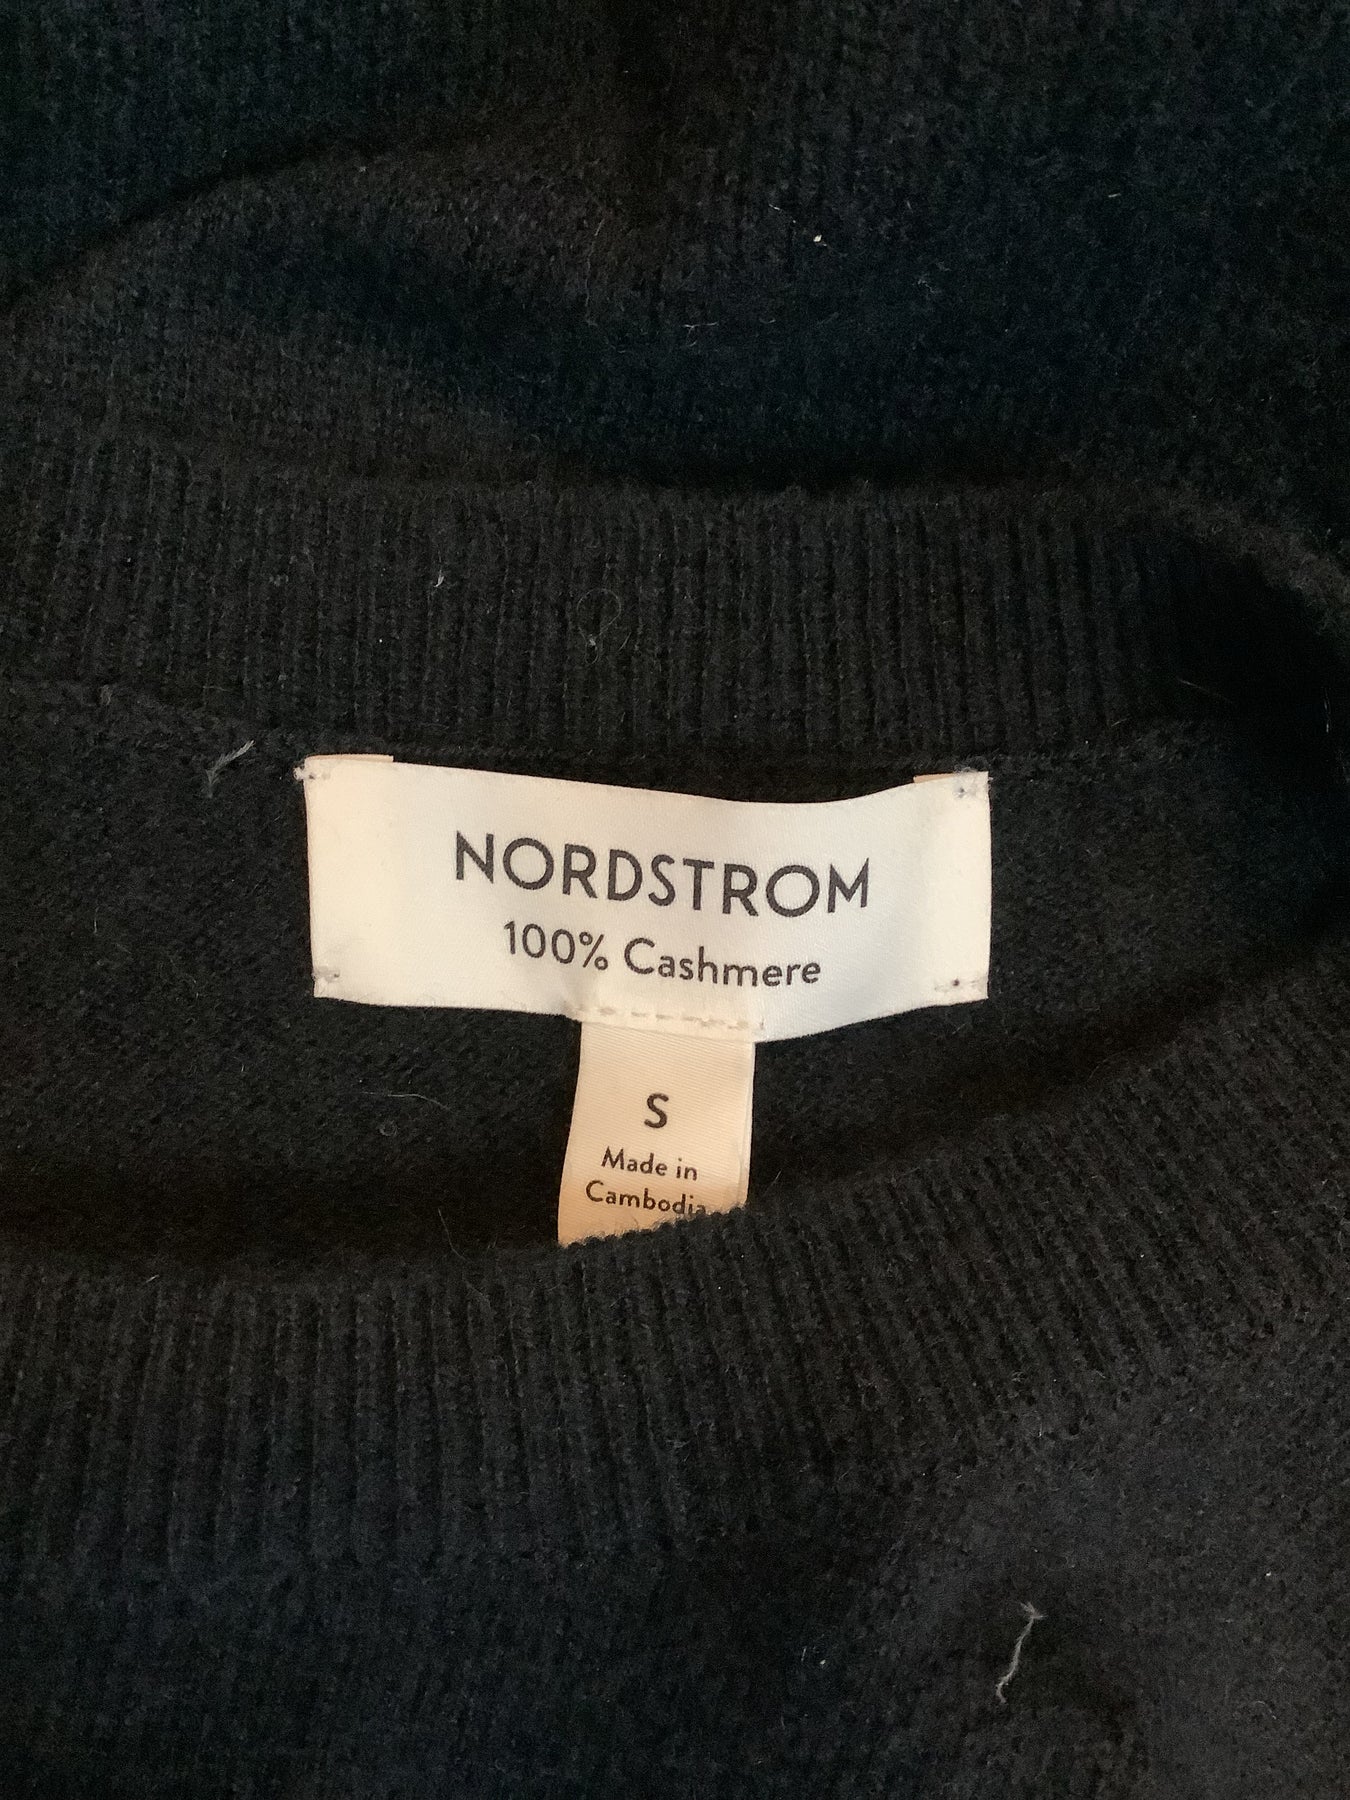 NORDSTROM
100% Cashmere
S
Made in
Cambodia